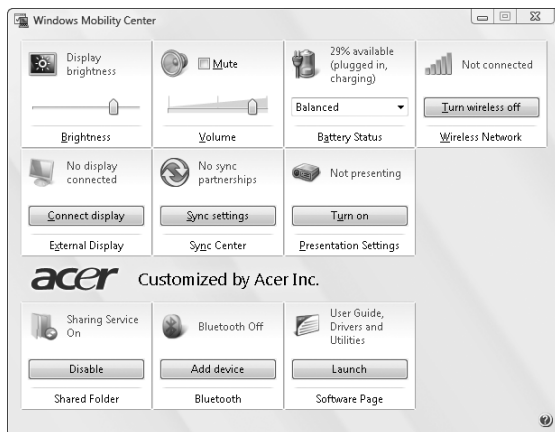 Windows Mobility Center
Display
brightness
Brightness
Mute
Volume
29% available
(plugged in,
charging)
Balanced
Battery Status
Not connected
Turn wireless off
Wireless Network
No display
connected
Connect display
External Display
No sync
partnerships
Sync settings
Sync Center
Not presenting
Turn on
Presentation Settings
acer Customized by Acer Inc.
Sharing Service
On
Disable
Shared Folder
Bluetooth Off
Add device
Bluetooth
User Guide,
Drivers and
Utilities
Launch
Software Page
?